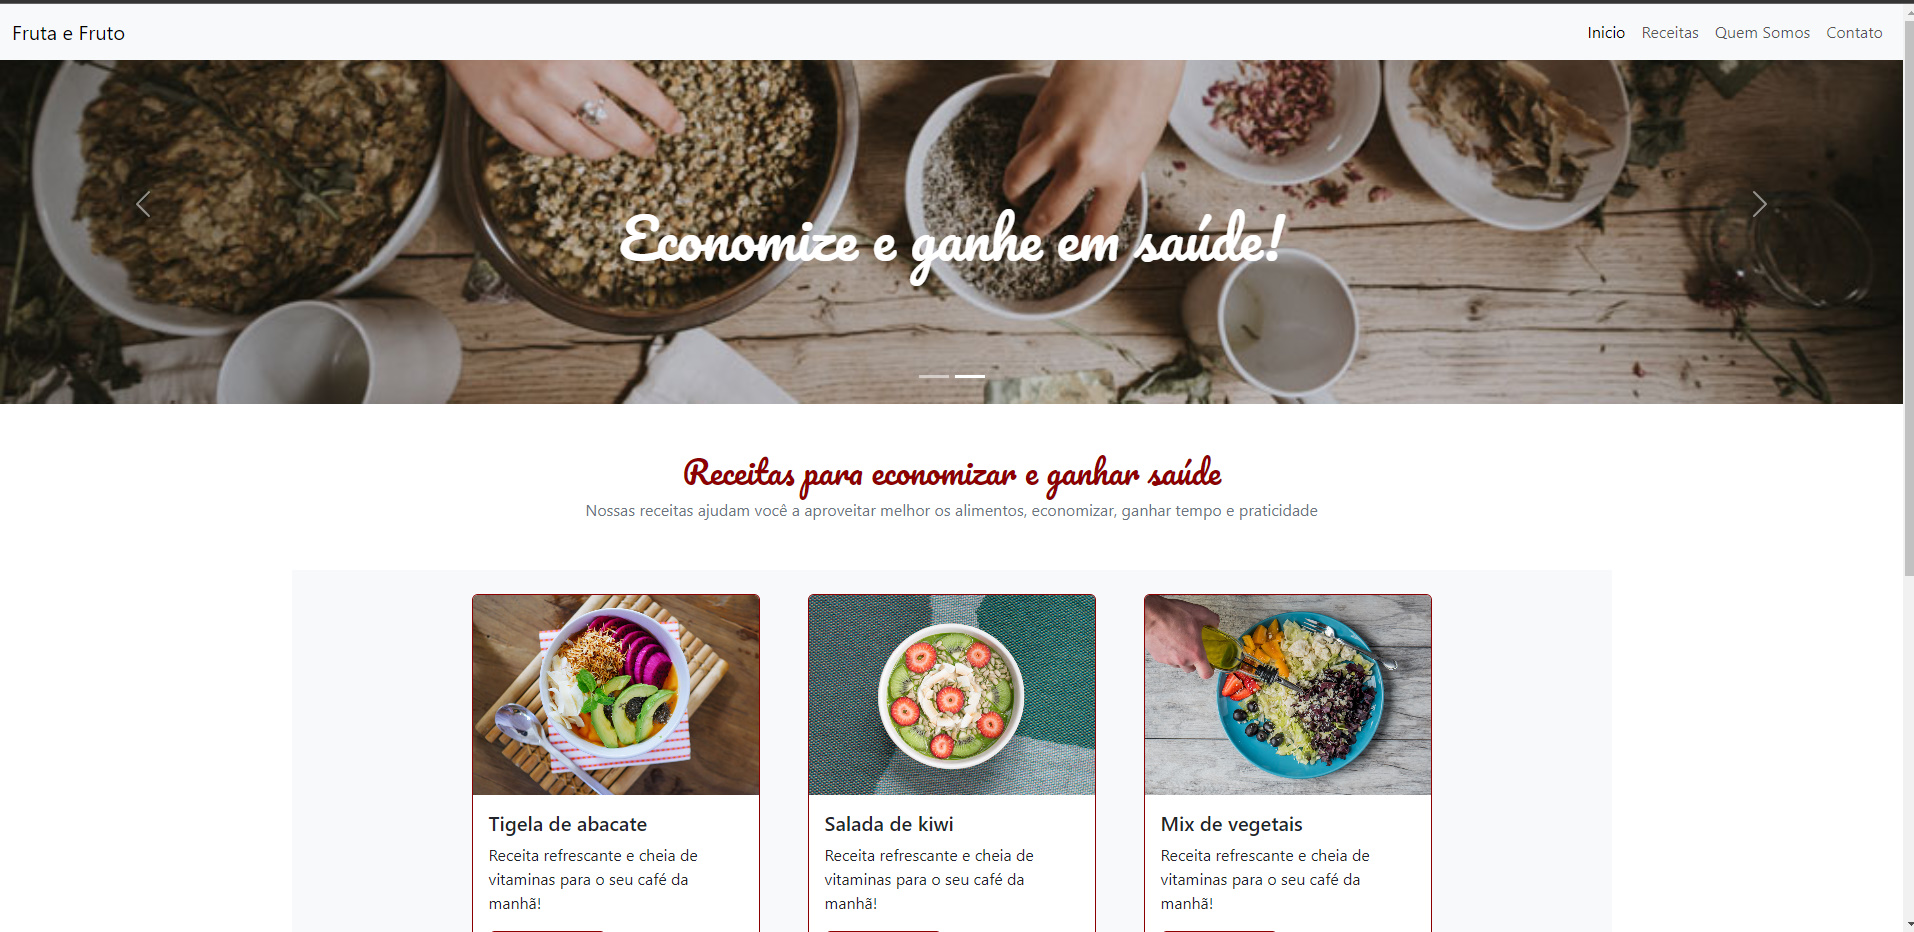 Fruta e Fruto
Inicio Receitas Quem Somos Contato
Economize e ganhe em saúde!
Receitas para economizar e ganhar saúde
Nossas receitas ajudam você a aproveitar melhor os alimentos, economizar, ganhar tempo e praticidade
Tigela de abacate
Receita refrescante e cheia de
vitaminas para o seu café da
manhã!
Salada de kiwi
Receita refrescante e cheia de
vitaminas para o seu café da
manhã!
Mix de vegetais
Receita refrescante e cheia de
vitaminas para o seu café da
manhã!